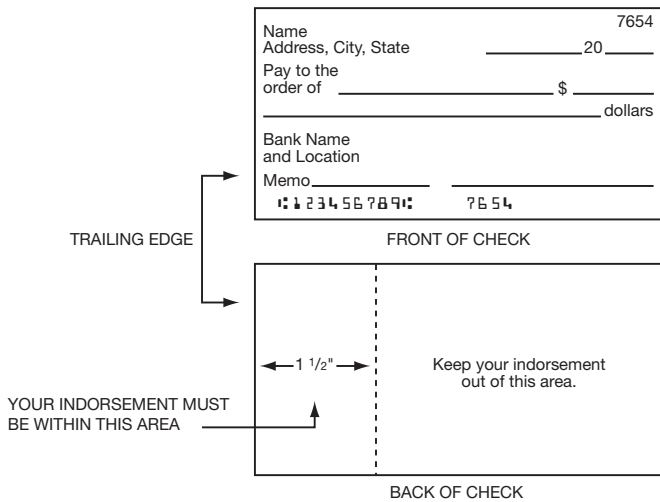 7654
Name
Address, City, State 20
Pay to the
order of $
dollars
Bank Name
and Location
Memo
⑆123456789⑆ 7654
TRAILING EDGE
FRONT OF CHECK
1 1/2"
Keep your indorsement
out of this area.
YOUR INDORSEMENT MUST
BE WITHIN THIS AREA
BACK OF CHECK